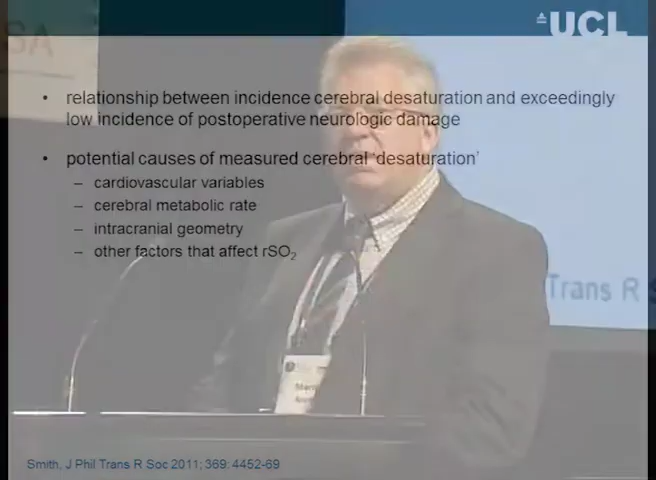 SA
UCL
• relationship between incidence cerebral desaturation and exceedingly
low incidence of postoperative neurologic damage
• potential causes of measured cerebral 'desaturation'
– cardiovascular variables
– cerebral metabolic rate
– intracranial geometry
– other factors that affect rSO₂
Trans R S
Smith, J Phil Trans R Soc 2011; 369: 4452-69